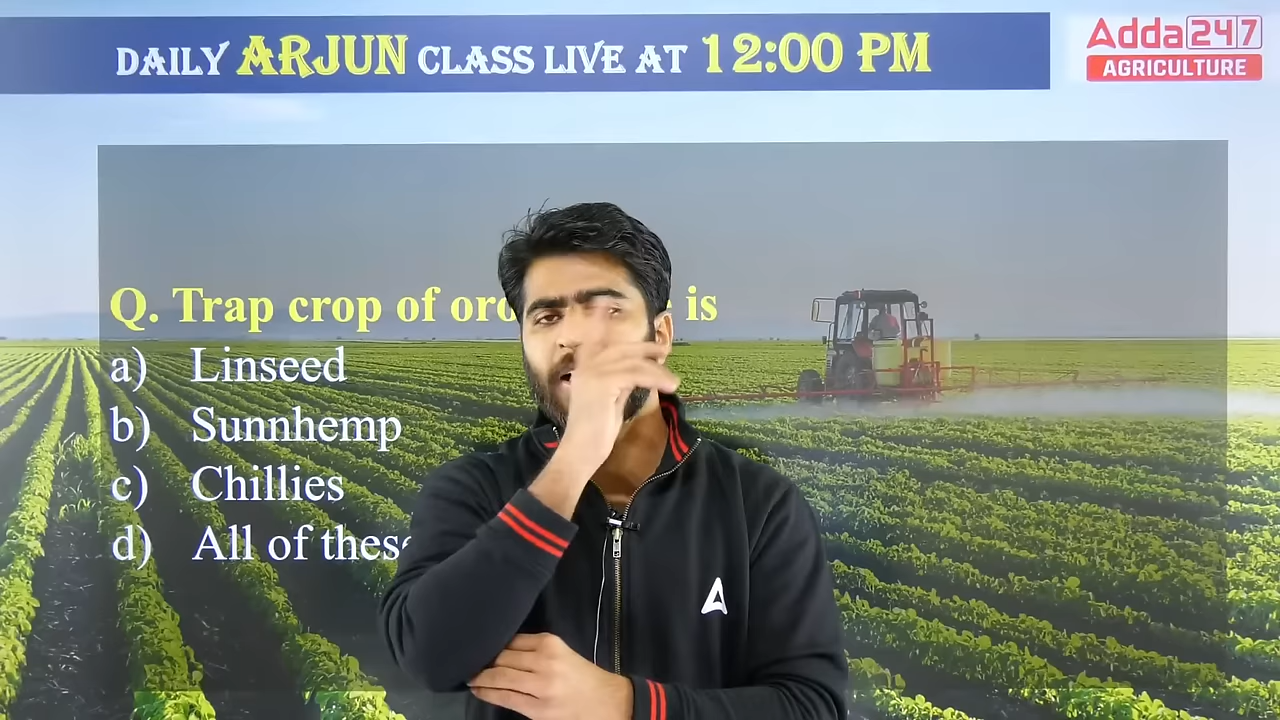 DAILY ARJUN CLASS LIVE AT 12:00 PM
Adda247
AGRICULTURE
Q. Trap crop of is
a) Linseed
b) Sunnhemp
c) Chillies
d) All of these